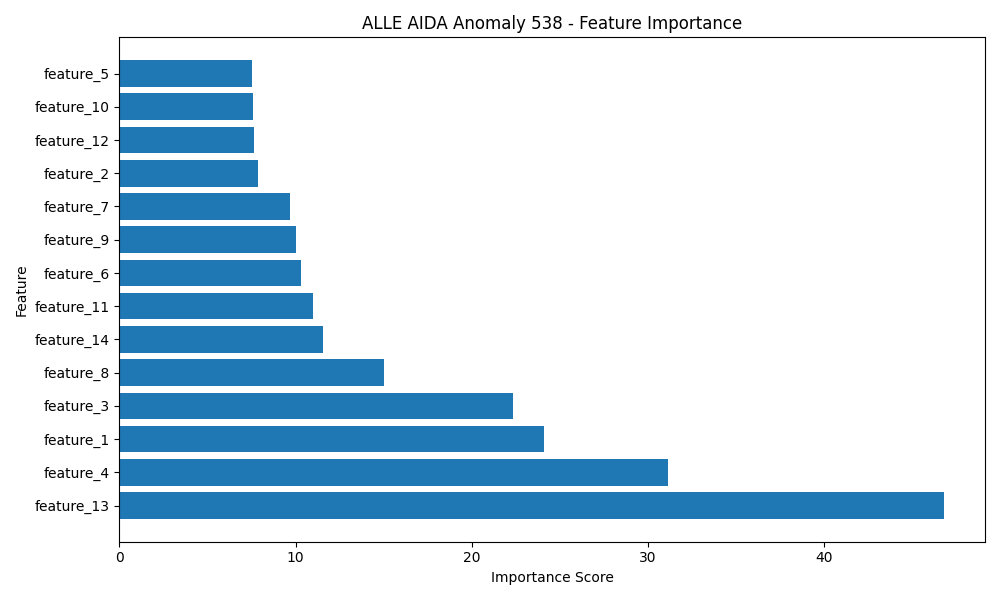 ALLE AIDA Anomaly 538 - Feature Importance
feature_5
feature_10
feature_12
feature_2
feature_7
feature_9
feature_6
feature_11
feature_14
feature_8
feature_3
feature_1
feature_4
feature_13
Feature
0 10 20 30 40
Importance Score